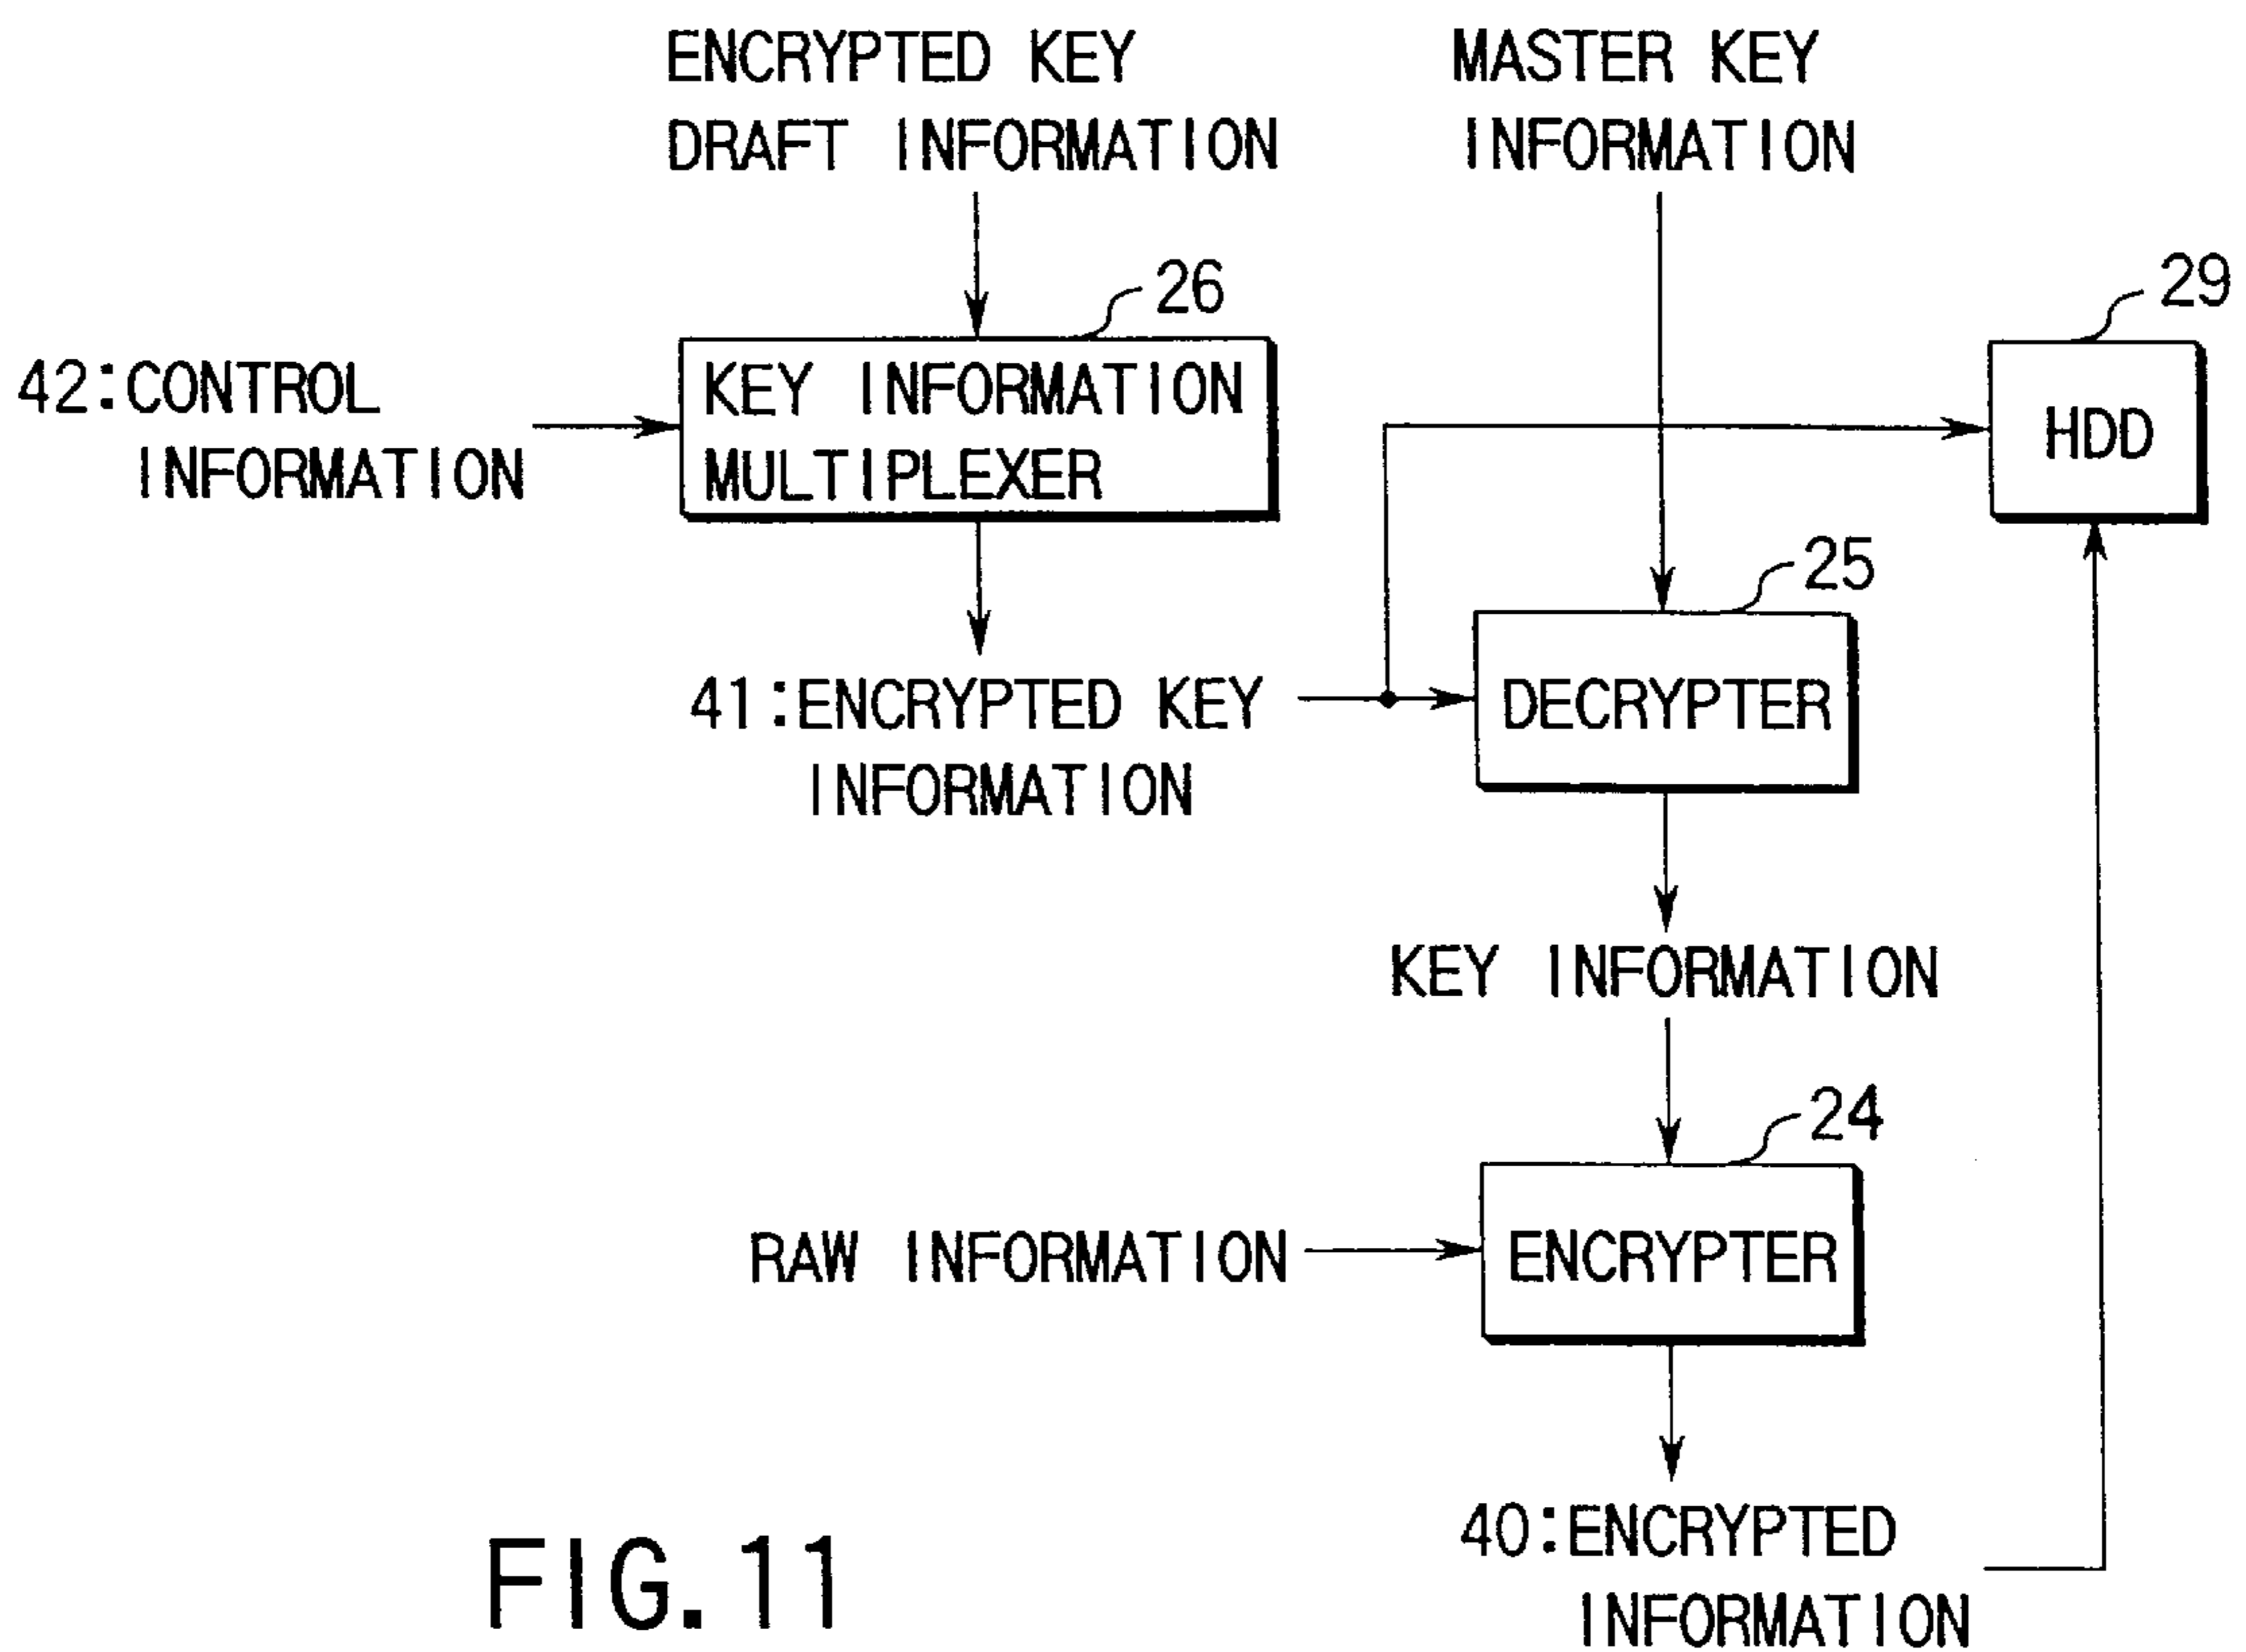 ENCRYPTED KEY
DRAFT INFORMATION
MASTER KEY
INFORMATION
26
29
42:CONTROL
INFORMATION
KEY INFORMATION
MULTIPLEXER
HDD
25
41:ENCRYPTED KEY
INFORMATION
DECRYPTER
KEY INFORMATION
24
RAW INFORMATION
ENCRYPTER
40:ENCRYPTED
INFORMATION
FIG.11